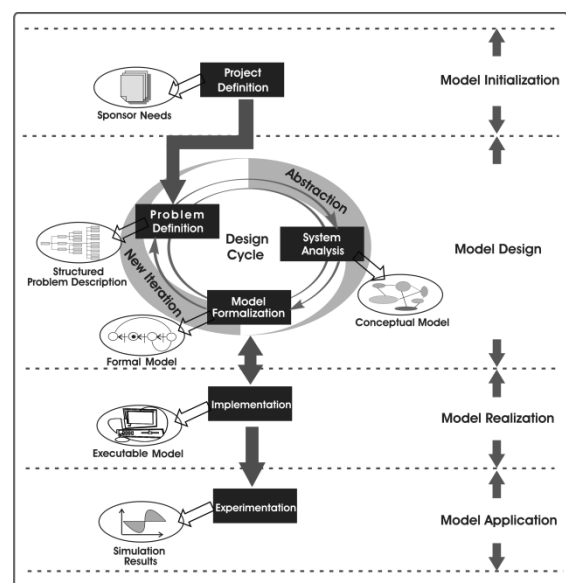 Project
Definition
Model Initialization
Sponsor Needs
Abstraction
Problem
Definition
Design
Cycle
System
Analysis
Model Design
Structured
Problem Description
New Iteration
Model
Formalization
Conceptual Model
Formal Model
Implementation
Model Realization
Executable Model
Experimentation
Model Application
Simulation
Results